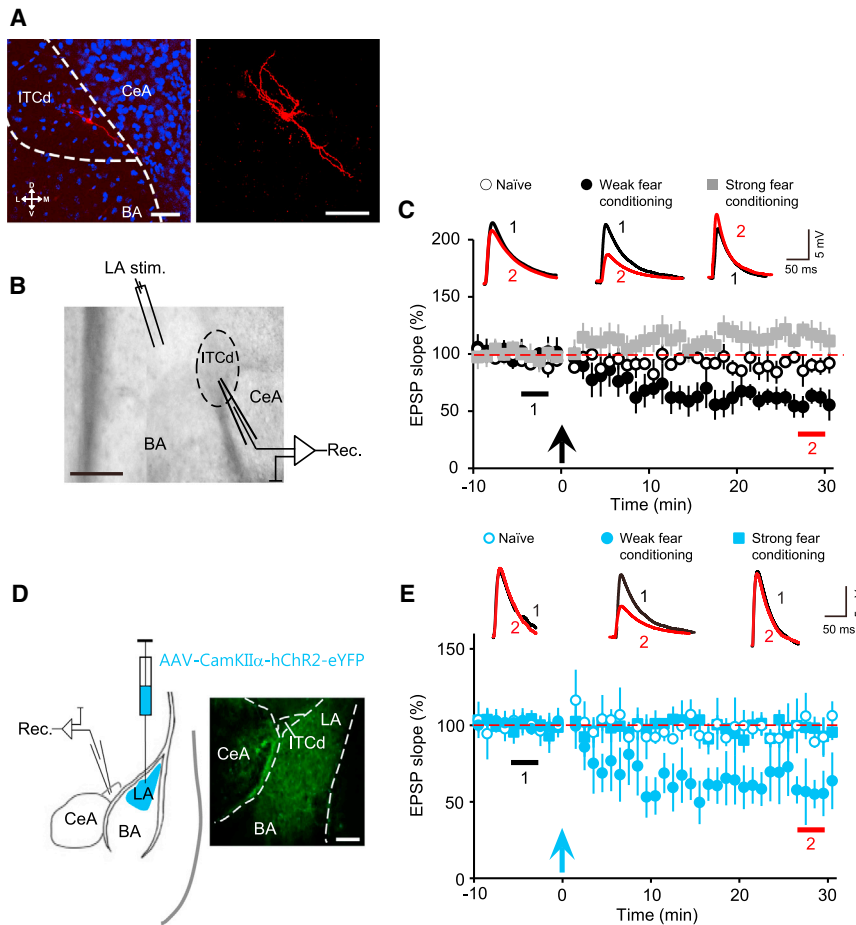 A
ITCd
CeA
D
L
M
V
BA
B
LA stim.
ITCd
CeA
BA
Rec.
C
Naïve
Weak fear
conditioning
Strong fear
conditioning
1
2
1
2
2
1
5 mV
50 ms
200
150
100
50
0
EPSP slope (%)
1
2
-10
0
10
20
30
Time (min)
D
AAV-CamKIIα-hChR2-eYFP
Rec.
LA
CeA
BA
LA
ITCd
CeA
BA
E
Naïve
Weak fear
conditioning
Strong fear
conditioning
1
2
1
2
1
2
50 ms
150
100
50
0
EPSP slope (%)
1
2
-10
0
10
20
30
Time (min)